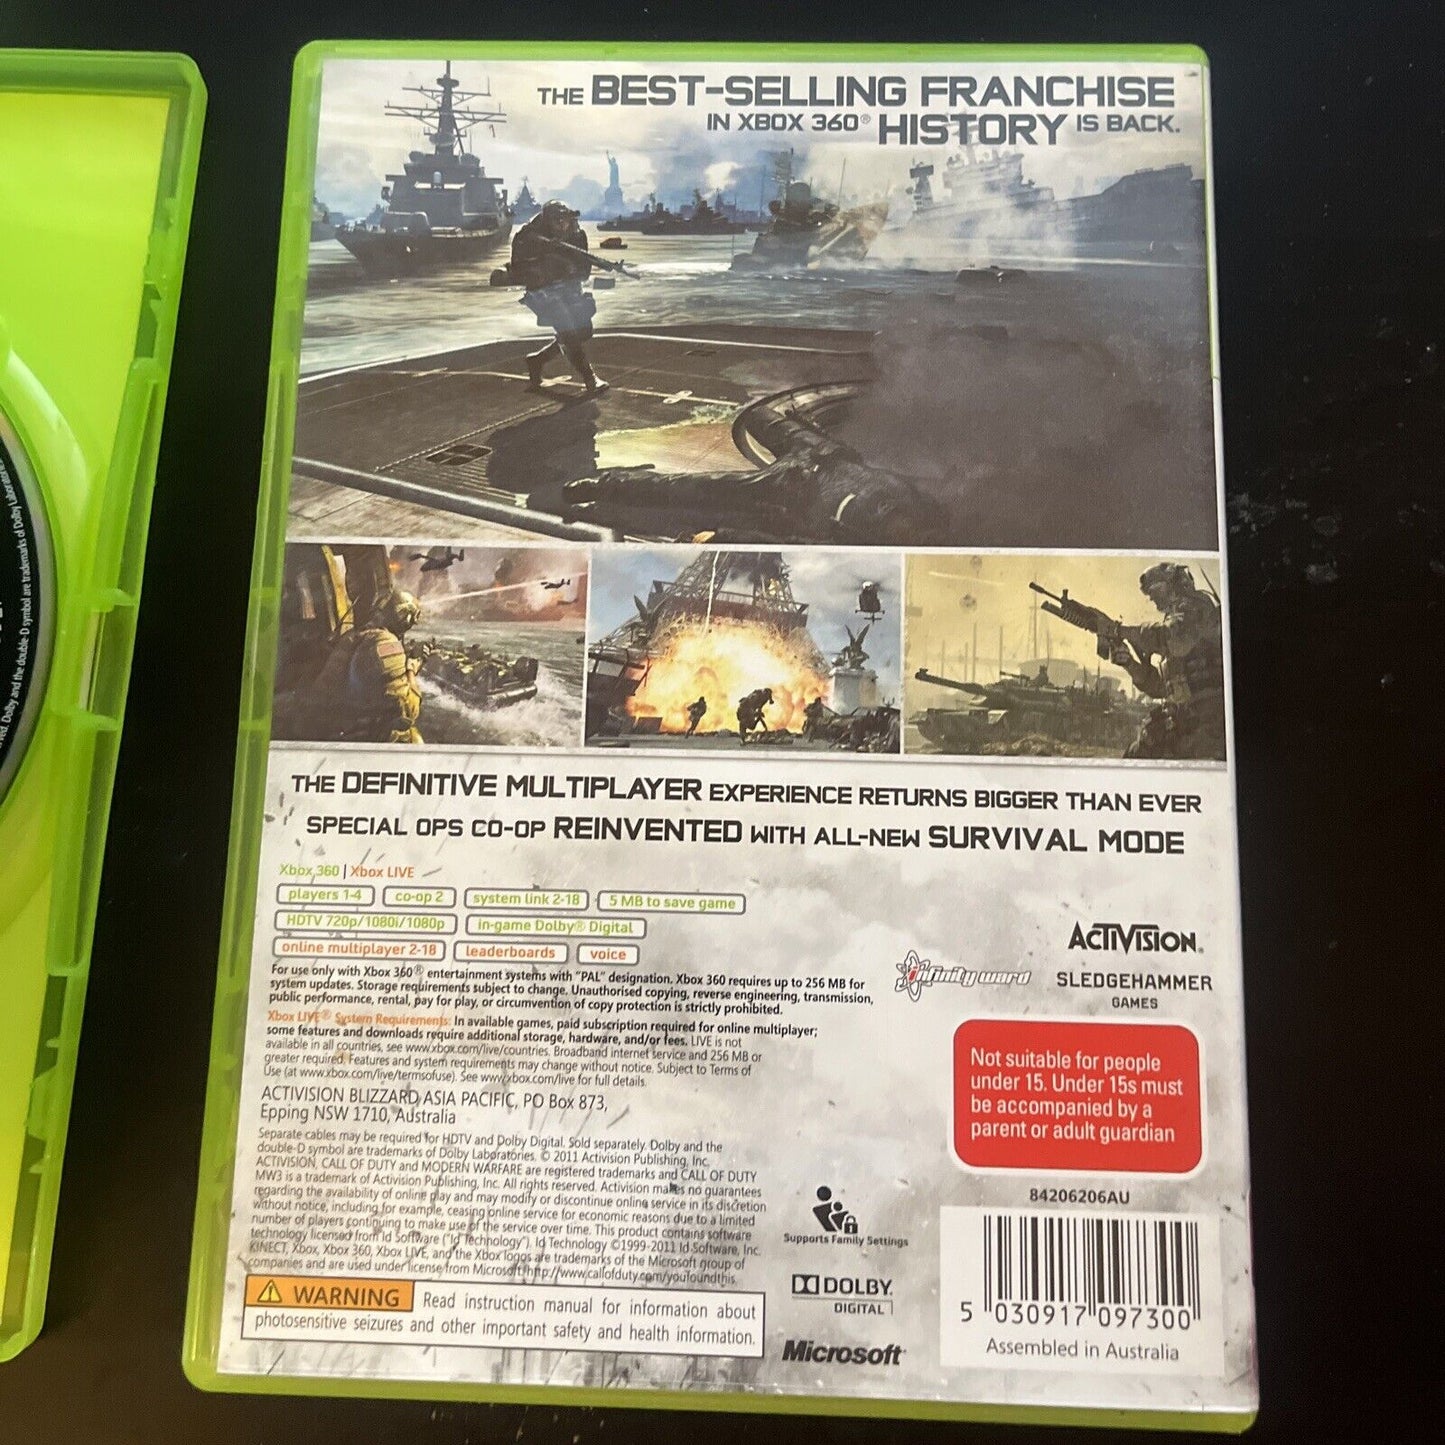 THE BEST-SELLING FRANCHISE
IN XBOX 360® HISTORY IS BACK.
THE DEFINITIVE MULTIPLAYER EXPERIENCE RETURNS BIGGER THAN EVER
SPECIAL OPS CO-OP REINVENTED WITH ALL-NEW SURVIVAL MODE
Xbox 360 | Xbox LIVE
players 1-4 co-op 2 system link 2-18 5 MB to save game
HDTV 720p/1080i/1080p in-game Dolby® Digital
online multiplayer 2-18 leaderboards voice
For use only with Xbox 360® entertainment systems with "PAL" designation. Xbox 360 requires up to 256 MB for
system updates. Storage requirements subject to change. Unauthorised copying, reverse engineering, transmission,
public performance, rental, pay for play, or circumvention of copy protection is strictly prohibited.
Xbox LIVE® System Requirements: In available games, paid subscription required for online multiplayer;
some features and downloads require additional storage, hardware, and/or fees. LIVE is not
available in all countries, see www.xbox.com/live/countries. Broadband internet service and 256 MB or
greater required. Features and system requirements may change without notice. Subject to Terms of
Use (at www.xbox.com/live/termsofuse). See www.xbox.com/live for full details.
ACTIVISION BLIZZARD ASIA PACIFIC, PO Box 873,
Epping NSW 1710, Australia
Separate cables may be required for HDTV and Dolby Digital. Sold separately. Dolby and the
double-D symbol are trademarks of Dolby Laboratories. © 2011 Activision Publishing, Inc.
ACTIVISION, CALL OF DUTY and MODERN WARFARE are registered trademarks and CALL OF DUTY
MW3 is a trademark of Activision Publishing, Inc. All rights reserved. Activision makes no guarantees
regarding the availability of online play and may modify or discontinue online service in its discretion
without notice, including for example, ceasing online service for economic reasons due to a limited
number of players continuing to make use of the service over time. This product contains software
technology licensed from Id Software ("Id Technology"). Id Technology ©1999-2011 Id Software, Inc.
KINECT, Xbox, Xbox 360, Xbox LIVE, and the Xbox logos are trademarks of the Microsoft group of
companies and are used under license from Microsoft. http://www.callofduty.com/youfoundthis.
WARNING Read instruction manual for information about
photosensitive seizures and other important safety and health information.
ACTIVISION.
infinity ward
SLEDGEHAMMER
GAMES
Not suitable for people
under 15. Under 15s must
be accompanied by a
parent or adult guardian
84206206AU
Supports Family Settings
DOLBY
DIGITAL
Microsoft
5 030917 097300
Assembled in Australia
Dolby and the double-D symbol are trademarks of Dolby